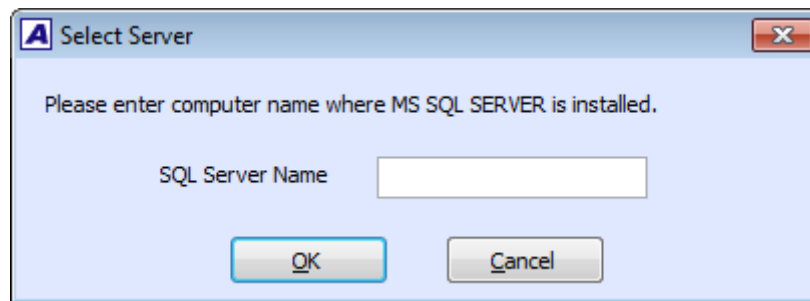 A Select Server
Please enter computer name where MS SQL SERVER is installed.
SQL Server Name
OK Cancel